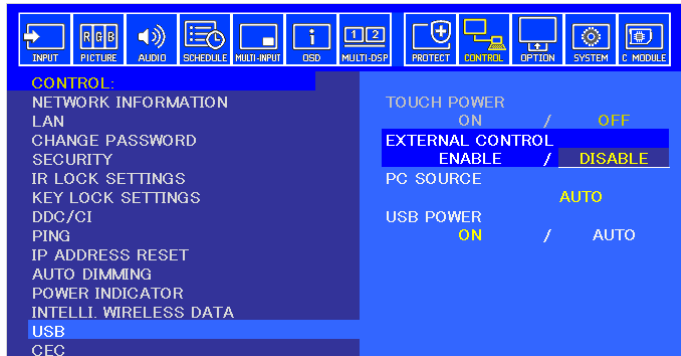 INPUT RGB PICTURE AUDIO SCHEDULE MULTI-INPUT i OSD 1 2 MULTI-DSP PROTECT CONTROL OPTION SYSTEM C MODULE
CONTROL:
NETWORK INFORMATION
LAN
CHANGE PASSWORD
SECURITY
IR LOCK SETTINGS
KEY LOCK SETTINGS
DDC/CI
PING
IP ADDRESS RESET
AUTO DIMMING
POWER INDICATOR
INTELLI. WIRELESS DATA
USB
CEC
TOUCH POWER
ON / OFF
EXTERNAL CONTROL
ENABLE / DISABLE
PC SOURCE
AUTO
USB POWER
ON / AUTO